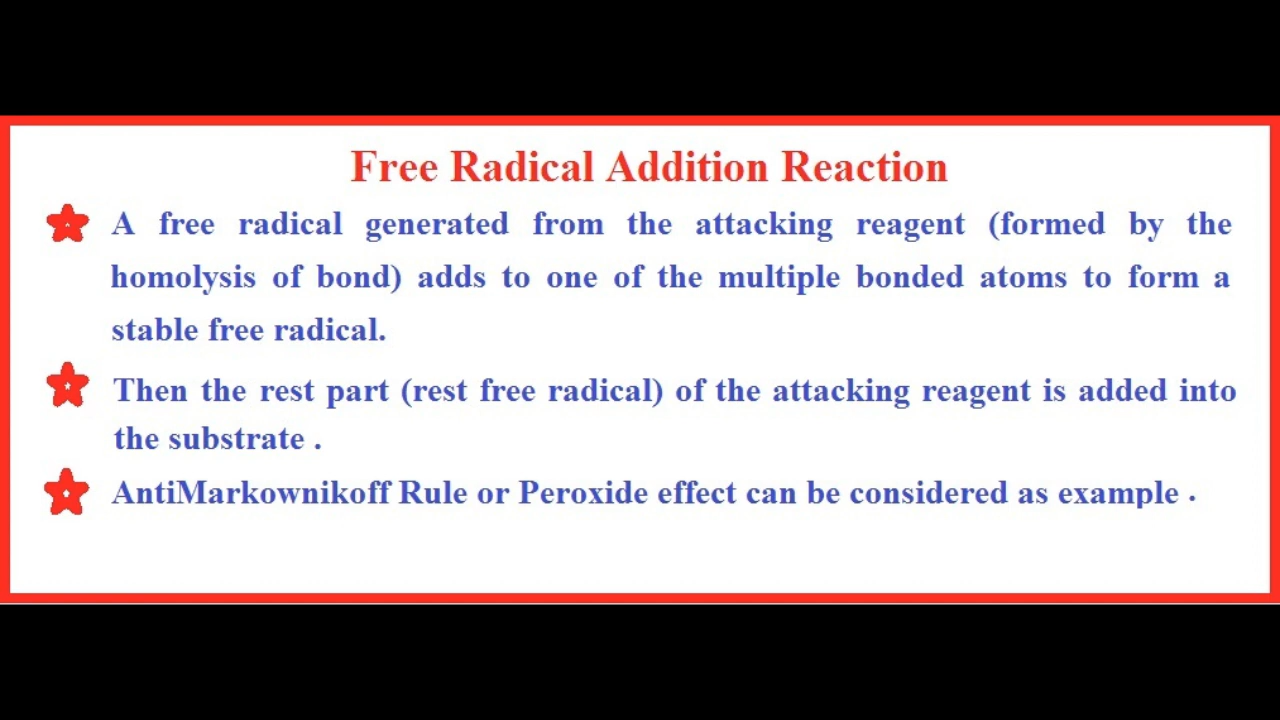 Free Radical Addition Reaction
A free radical generated from the attacking reagent (formed by the
homolysis of bond) adds to one of the multiple bonded atoms to form a
stable free radical.
Then the rest part (rest free radical) of the attacking reagent is added into
the substrate .
AntiMarkownikoff Rule or Peroxide effect can be considered as example .